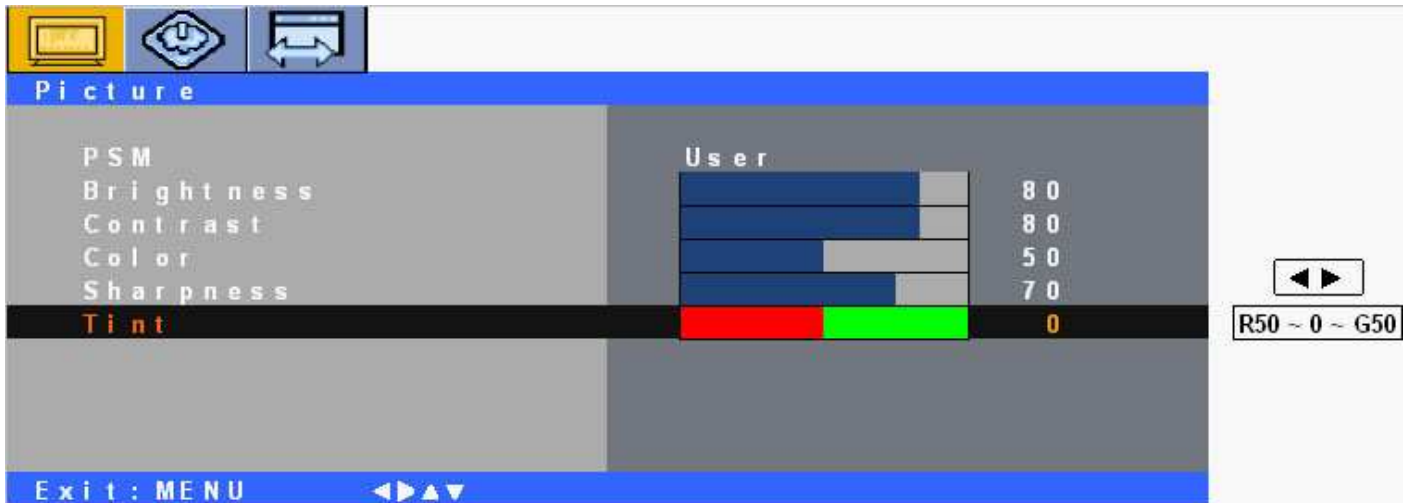 Picture
PSM User
Brightness 80
Contrast 80
Color 50
Sharpness 70
Tint 0
R50 ~ 0 ~ G50
Exit: MENU ◀▶▲▼